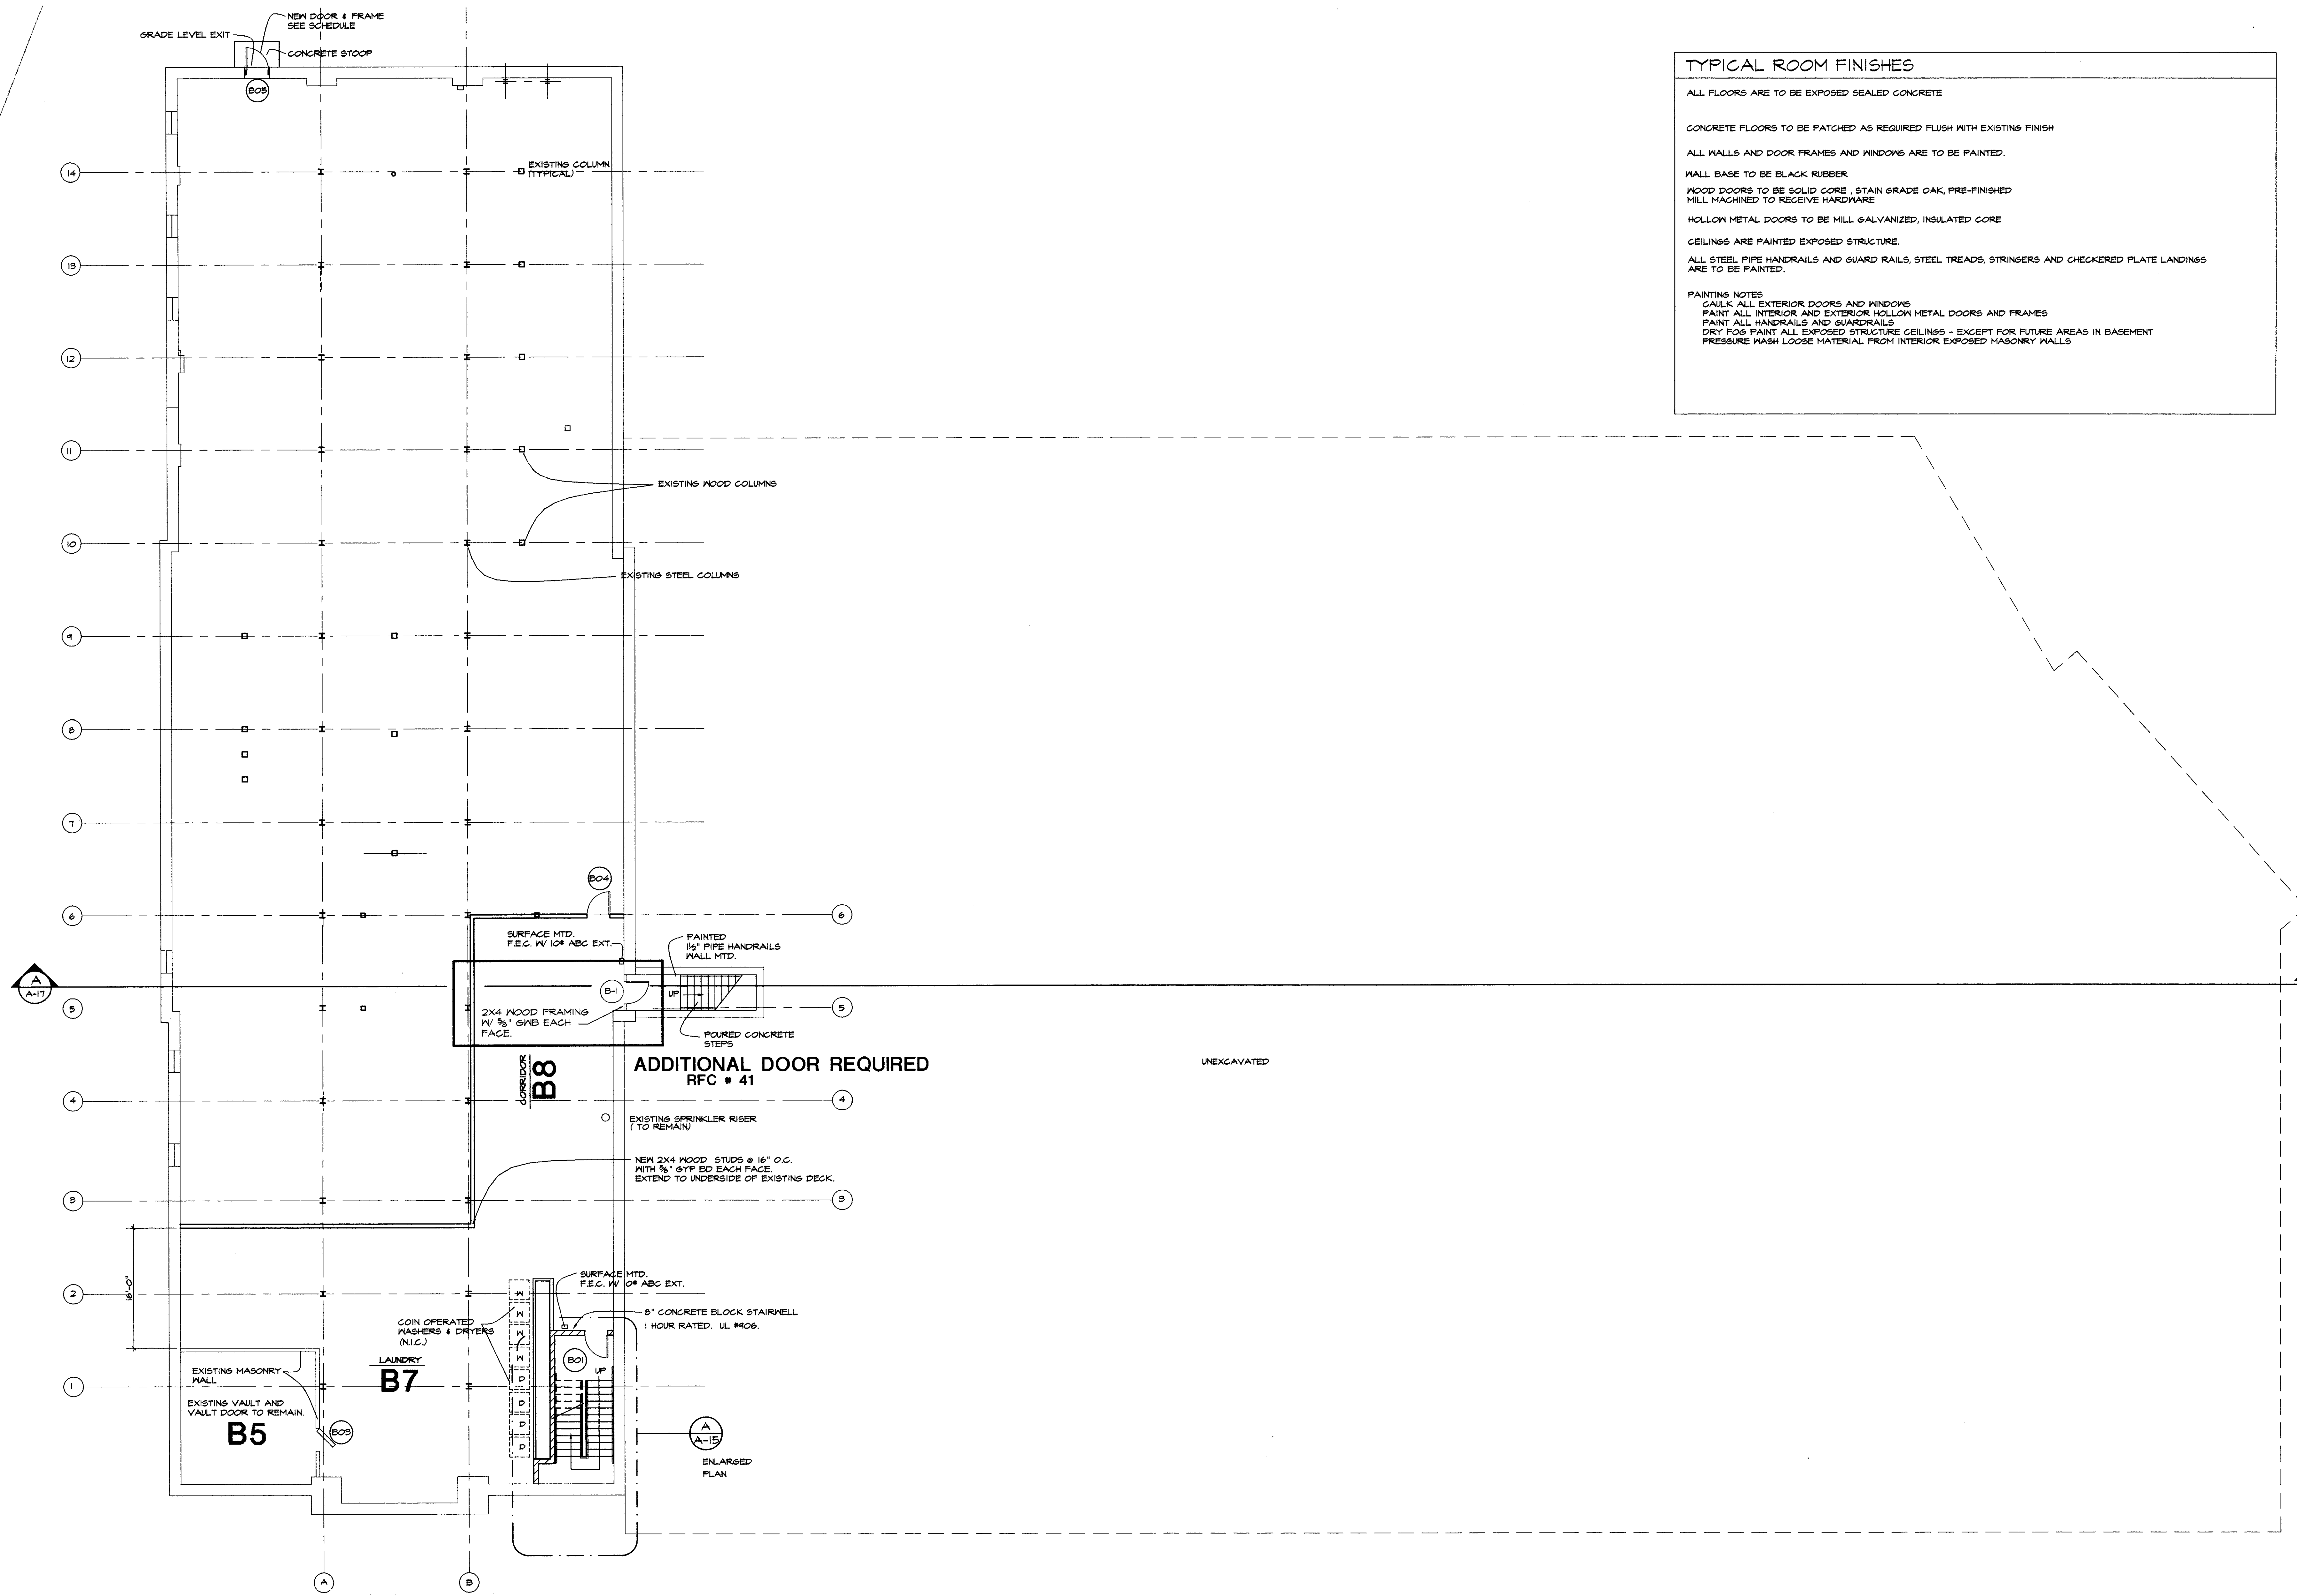 NEW DOOR & FRAME
SEE SCHEDULE
GRADE LEVEL EXIT
CONCRETE STOOP
B05
TYPICAL ROOM FINISHES
ALL FLOORS ARE TO BE EXPOSED SEALED CONCRETE
CONCRETE FLOORS TO BE PATCHED AS REQUIRED FLUSH WITH EXISTING FINISH
ALL WALLS AND DOOR FRAMES AND WINDOWS ARE TO BE PAINTED.
WALL BASE TO BE BLACK RUBBER
WOOD DOORS TO BE SOLID CORE , STAIN GRADE OAK, PRE-FINISHED
MILL MACHINED TO RECEIVE HARDWARE
HOLLOW METAL DOORS TO BE MILL GALVANIZED, INSULATED CORE
CEILINGS ARE PAINTED EXPOSED STRUCTURE.
ALL STEEL PIPE HANDRAILS AND GUARD RAILS, STEEL TREADS, STRINGERS AND CHECKERED PLATE LANDINGS
ARE TO BE PAINTED.
PAINTING NOTES
CAULK ALL EXTERIOR DOORS AND WINDOWS
PAINT ALL INTERIOR AND EXTERIOR HOLLOW METAL DOORS AND FRAMES
PAINT ALL HANDRAILS AND GUARDRAILS
DRY FOG PAINT ALL EXPOSED STRUCTURE CEILINGS - EXCEPT FOR FUTURE AREAS IN BASEMENT
PRESSURE WASH LOOSE MATERIAL FROM INTERIOR EXPOSED MASONRY WALLS
14
EXISTING COLUMN
(TYPICAL)
13
12
11
EXISTING WOOD COLUMNS
10
EXISTING STEEL COLUMNS
9
8
7
B04
6
6
SURFACE MTD.
F.E.C. W/ 10# ABC EXT.
PAINTED
1½" PIPE HANDRAILS
WALL MTD.
A
A-17
B-1
UP
5
5
2X4 WOOD FRAMING
W/ ⅝" GWB EACH
FACE.
POURED CONCRETE
STEPS
CORRIDOR
B8
ADDITIONAL DOOR REQUIRED
RFC # 41
UNEXCAVATED
4
4
EXISTING SPRINKLER RISER
( TO REMAIN)
NEW 2X4 WOOD STUDS @ 16" O.C.
WITH ⅝" GYP BD EACH FACE.
EXTEND TO UNDERSIDE OF EXISTING DECK.
3
3
16'-0"
2
SURFACE MTD.
F.E.C. W/ 10# ABC EXT.
W
W
W
W
D
D
D
D
8" CONCRETE BLOCK STAIRWELL
1 HOUR RATED. UL #906.
COIN OPERATED
WASHERS & DRYERS
(N.I.C.)
B01
UP
LAUNDRY
B7
EXISTING MASONRY
WALL
1
EXISTING VAULT AND
VAULT DOOR TO REMAIN.
B5
B03
A
A-15
ENLARGED
PLAN
A
B